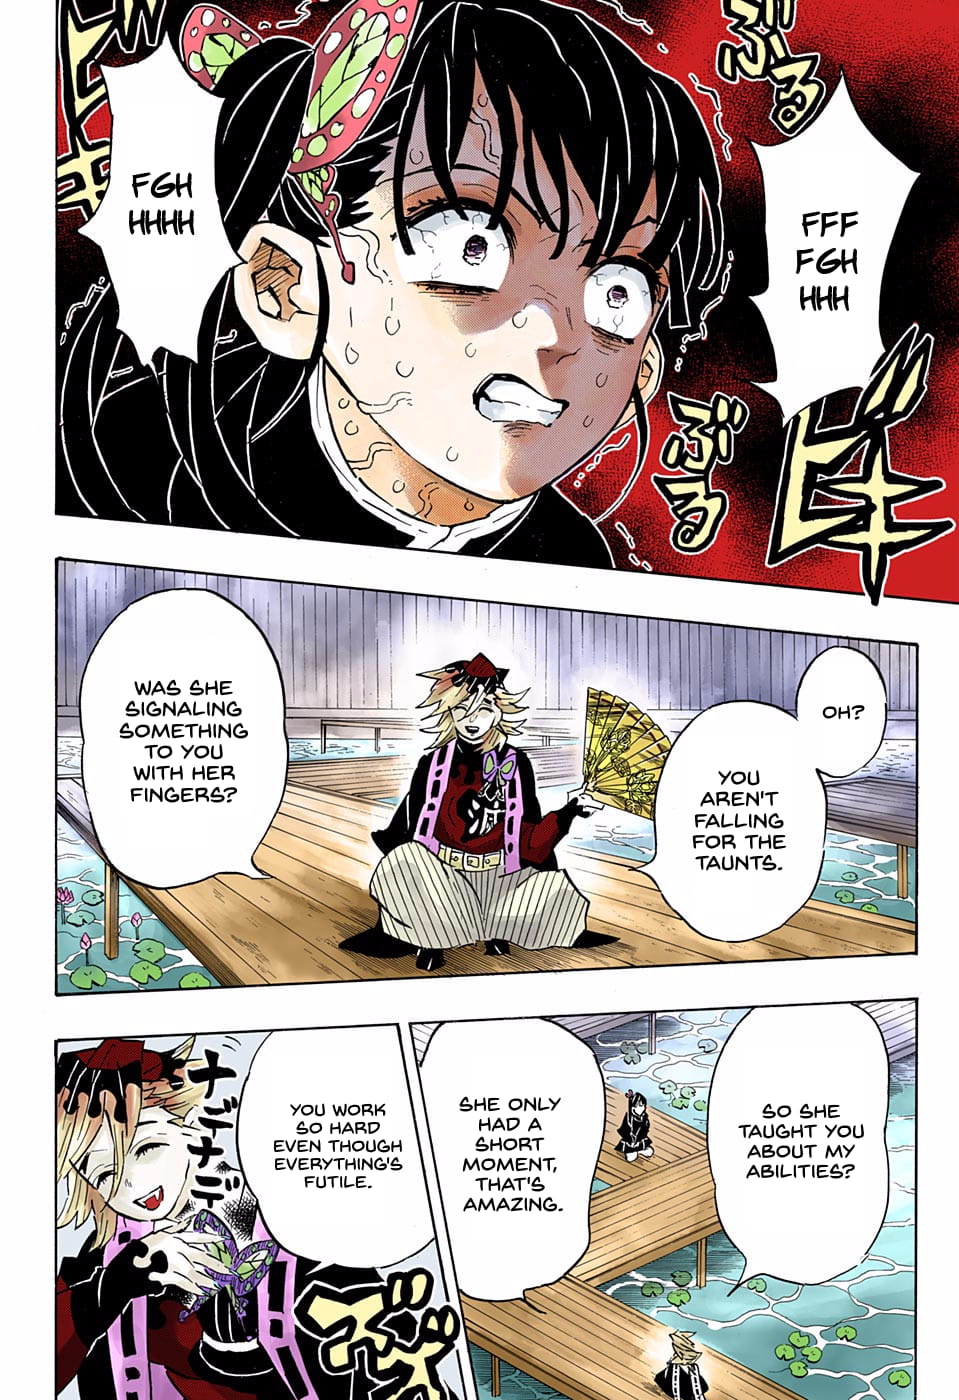 ぶる
FFF
FGH
HHH
ビキ
ぶる
FGH
HHHH
OH?
YOU
AREN'T
FALLING
FOR THE
TAUNTS.
WAS SHE
SIGNALING
SOMETHING
TO YOU
WITH HER
FINGERS?
SO SHE
TAUGHT YOU
ABOUT MY
ABILITIES?
SHE ONLY
HAD A
SHORT
MOMENT,
THAT'S
AMAZING.
YOU WORK
SO HARD
EVEN THOUGH
EVERYTHING'S
FUTILE.
ナデナデ